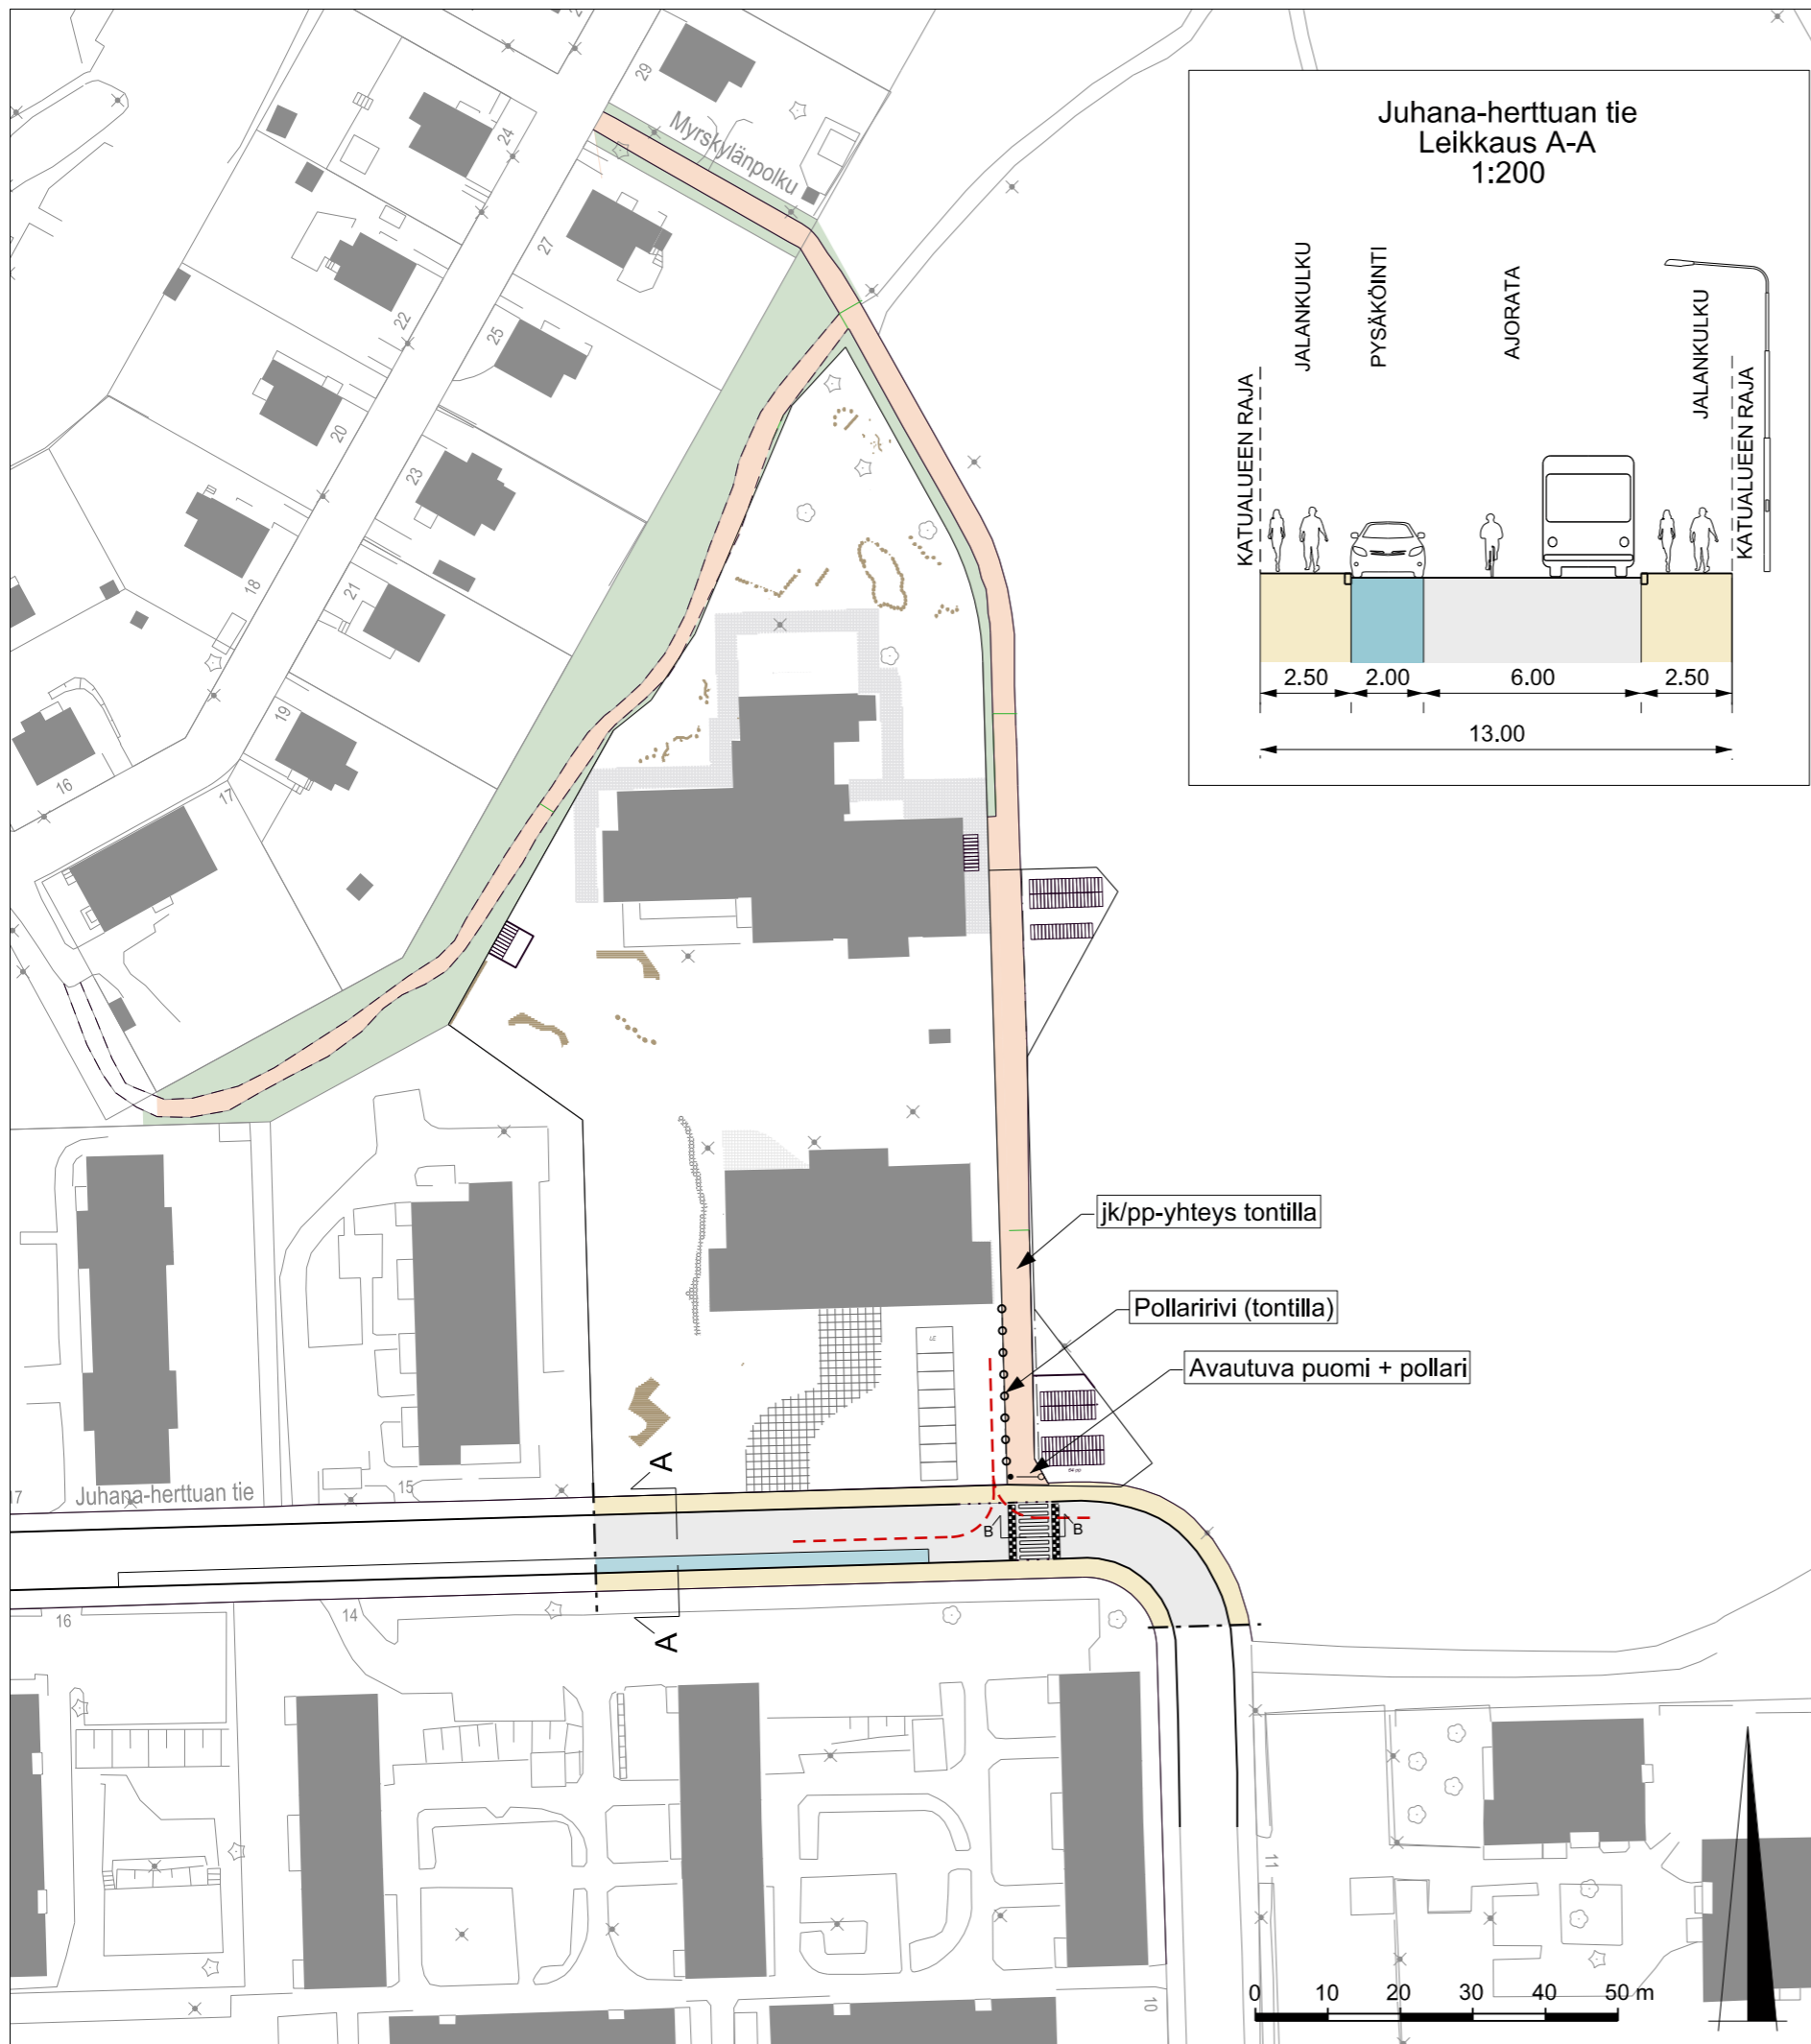 Juhana-herttuan tie
Leikkaus A-A
1:200
KATUALUEEN RAJA
JALANKULKU
PYSÄKÖINTI
AJORATA
JALANKULKU
KATUALUEEN RAJA
2.50
2.00
6.00
2.50
13.00
Myrskylänpolku
29
24
27
22
25
20
23
18
21
19
16
17
jk/pp-yhteys tontilla
Pollaririvi (tontilla)
Avautuva puomi + pollari
LE
A
B
B
17
Juhana-herttuan tie
15
A
16
14
11
10
0
10
20
30
40
50 m